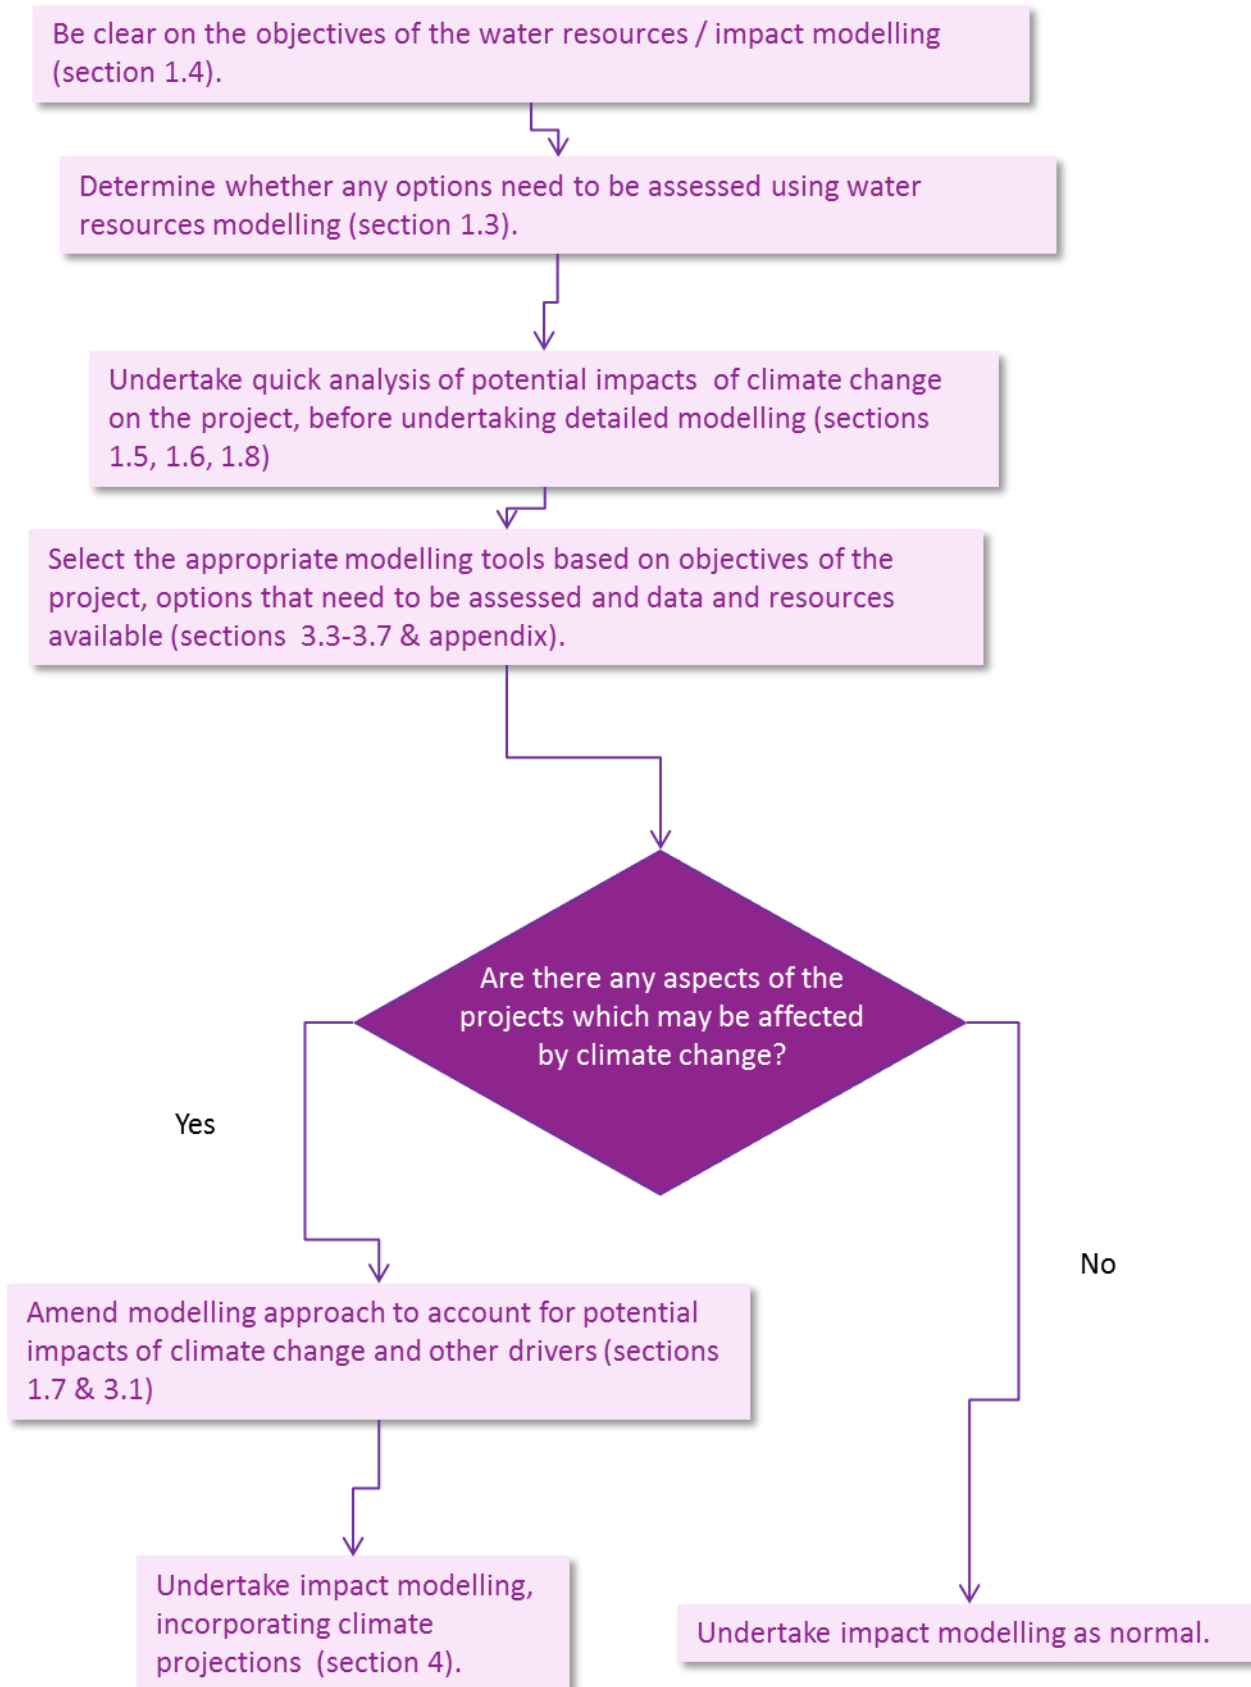 Be clear on the objectives of the water resources / impact modelling
(section 1.4).
Determine whether any options need to be assessed using water
resources modelling (section 1.3).
Undertake quick analysis of potential impacts  of climate change
on the project, before undertaking detailed modelling (sections
1.5, 1.6, 1.8)
Select the appropriate modelling tools based on objectives of the
project, options that need to be assessed and data and resources
available (sections  3.3-3.7 & appendix).
Are there any aspects of the
projects which may be affected
by climate change?
Yes
No
Amend modelling approach to account for potential
impacts of climate change and other drivers (sections
1.7 & 3.1)
Undertake impact modelling,
incorporating climate
projections  (section 4).
Undertake impact modelling as normal.